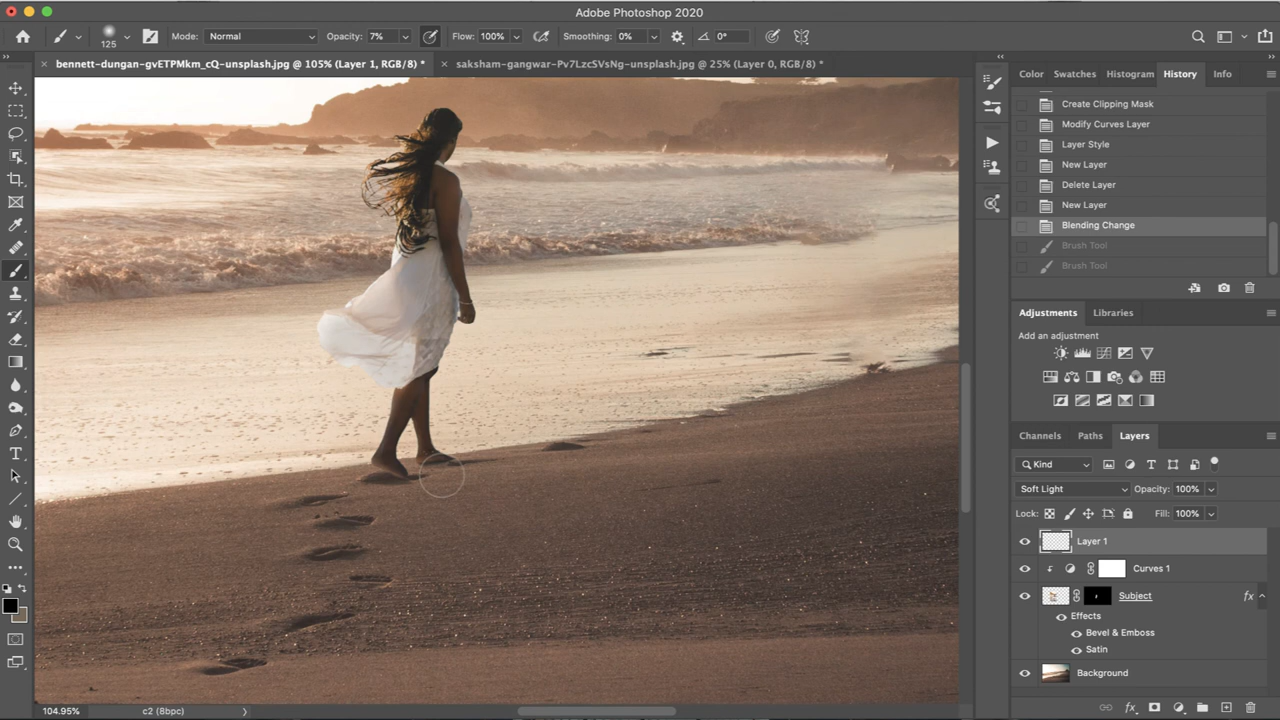 Adobe Photoshop 2020
125 Mode: Normal Opacity: 7% Flow: 100% Smoothing: 0% 0°
bennett-dungan-gvETPMkm_cQ-unsplash.jpg @ 105% (Layer 1, RGB/8) * saksham-gangwar-Pv7LzcSVsNg-unsplash.jpg @ 25% (Layer 0, RGB/8) *
Color Swatches Histogram History Info
Create Clipping Mask
Modify Curves Layer
Layer Style
New Layer
Delete Layer
New Layer
Blending Change
Brush Tool
Brush Tool
Adjustments Libraries
Add an adjustment
Channels Paths Layers
Kind
Soft Light Opacity: 100%
Lock: Fill: 100%
Layer 1
Curves 1
Subject fx
Effects
Bevel & Emboss
Satin
Background
104.95% c2 (8bpc)
fx